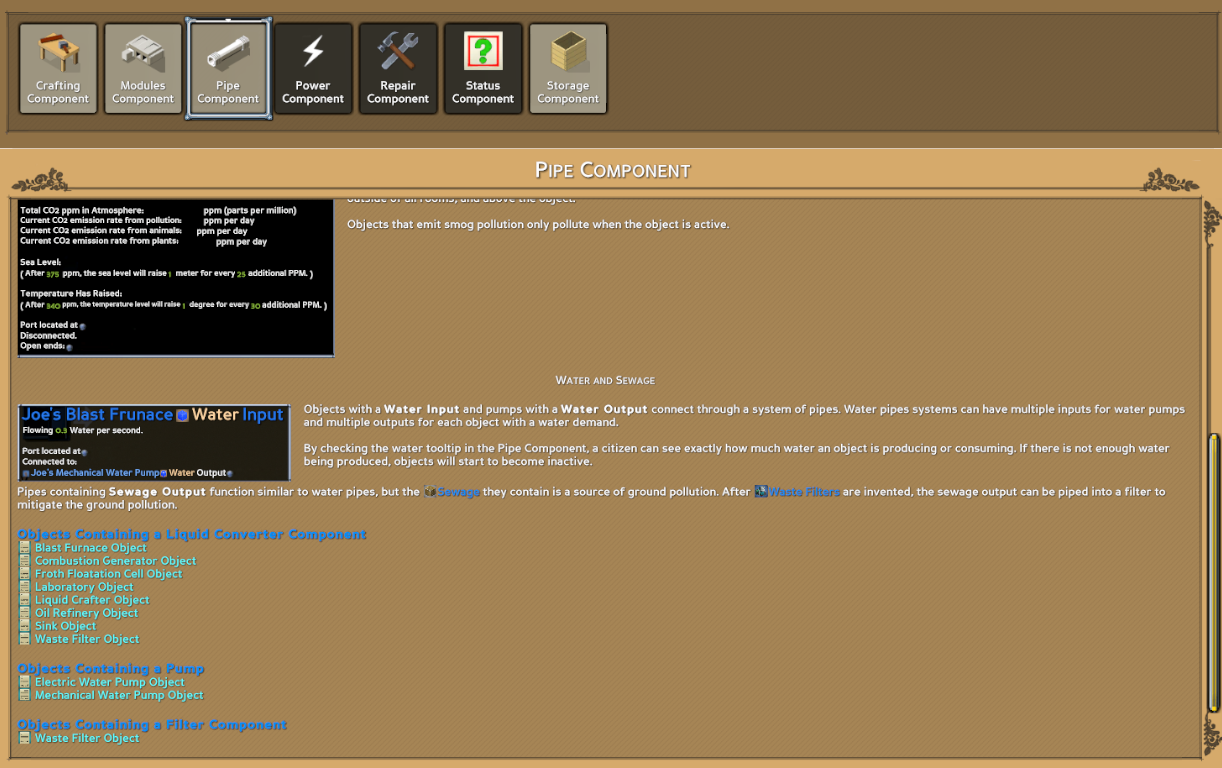 Crafting Component
Modules Component
Pipe Component
Power Component
Repair Component
Status Component
Storage Component
Pipe Component
outside of all rooms, and above the object.
Total CO2 ppm in Atmosphere: ppm (parts per million)
Current CO2 emission rate from pollution: ppm per day
Current CO2 emission rate from animals: ppm per day
Current CO2 emission rate from plants: ppm per day
Sea Level:
( After 375 ppm, the sea level will raise 1 meter for every 25 additional PPM. )
Temperature Has Raised:
( After 340 ppm, the temperature level will raise 1 degree for every 30 additional PPM. )
Port located at
Disconnected.
Open ends:
Objects that emit smog pollution only pollute when the object is active.
Water and Sewage
Joe's Blast Frunace Water Input
Flowing 0.3 Water per second.
Port located at
Connected to:
Joe's Mechanical Water Pump Water Output
Objects with a Water Input and pumps with a Water Output connect through a system of pipes. Water pipes systems can have multiple inputs for water pumps
and multiple outputs for each object with a water demand.
By checking the water tooltip in the Pipe Component, a citizen can see exactly how much water an object is producing or consuming. If there is not enough water
being produced, objects will start to become inactive.
Pipes containing Sewage Output function similar to water pipes, but the Sewage they contain is a source of ground pollution. After Waste Filters are invented, the sewage output can be piped into a filter to
mitigate the ground pollution.
Objects Containing a Liquid Converter Component
Blast Furnace Object
Combustion Generator Object
Froth Floatation Cell Object
Laboratory Object
Liquid Crafter Object
Oil Refinery Object
Sink Object
Waste Filter Object
Objects Containing a Pump
Electric Water Pump Object
Mechanical Water Pump Object
Objects Containing a Filter Component
Waste Filter Object